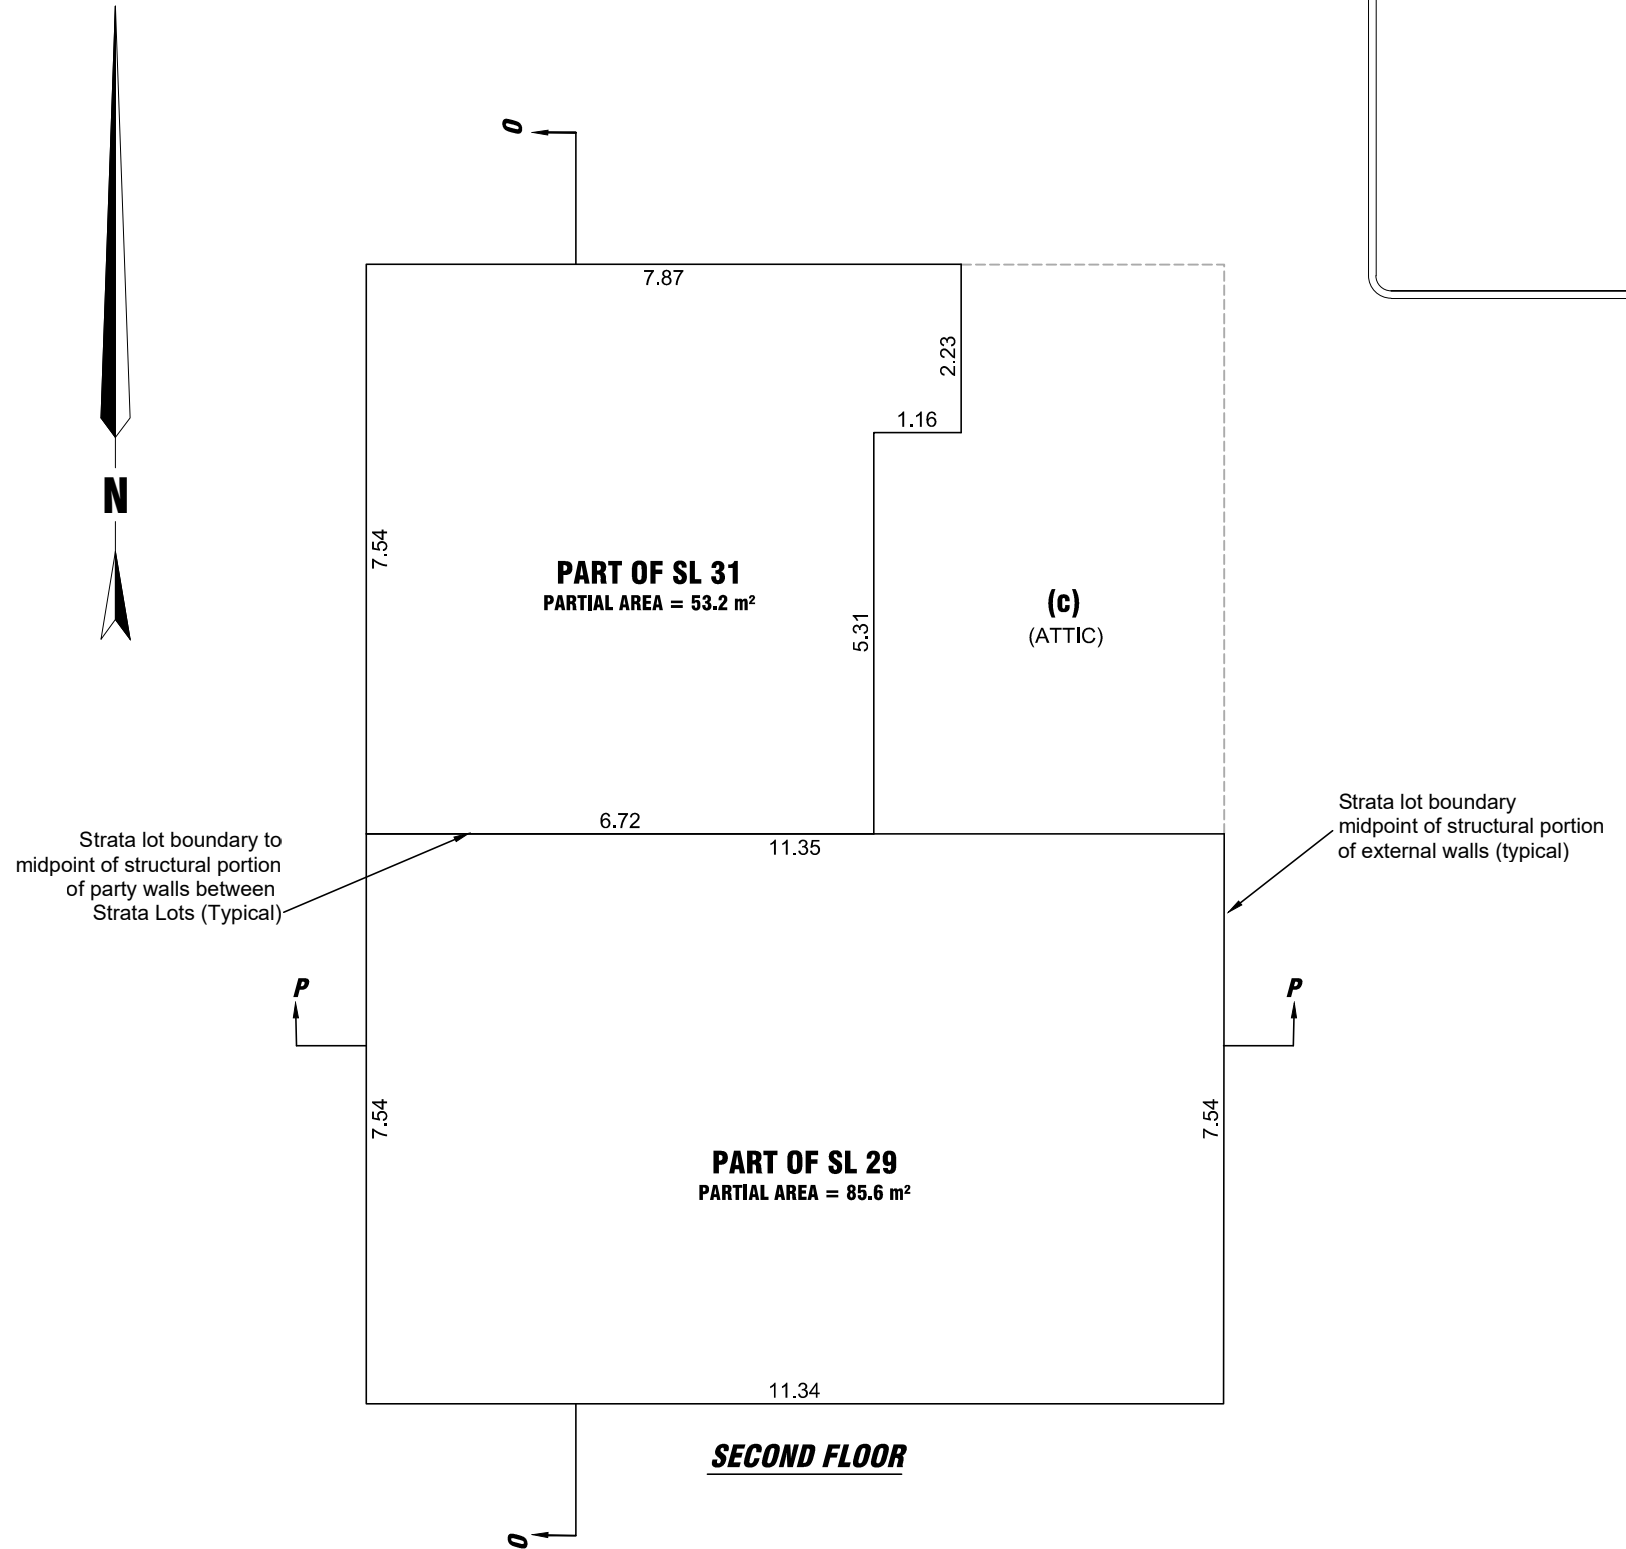 O
7.87
2.23
1.16
N
7.54
PART OF SL 31
PARTIAL AREA = 53.2 m²
(c)
(ATTIC)
5.31
6.72
11.35
Strata lot boundary to
midpoint of structural portion
of party walls between
Strata Lots (Typical)
Strata lot boundary
midpoint of structural portion
of external walls (typical)
P
P
7.54
7.54
PART OF SL 29
PARTIAL AREA = 85.6 m²
11.34
SECOND FLOOR
O